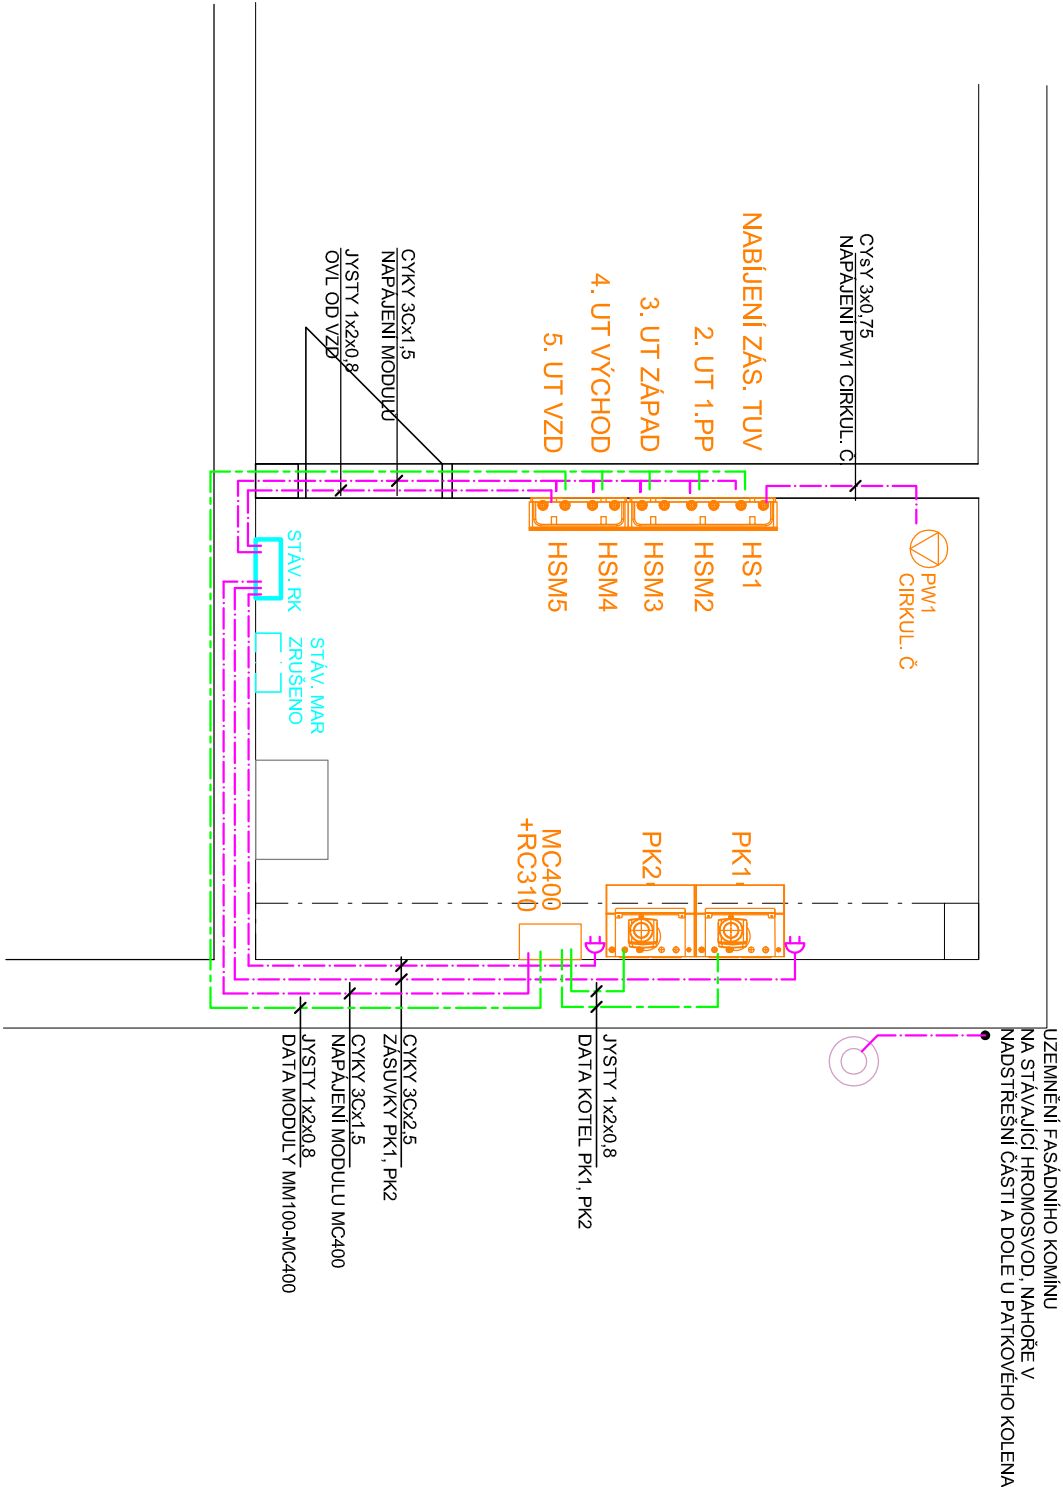 UZEMNĚNÍ FASÁDNÍHO KOMÍNU
NA STÁVAJÍCÍ HROMOSVOD, NAHOŘE V
NADSTŘEŠNÍ ČÁSTI A DOLE U PATKOVÉHO KOLENA
CYsY 3x0,75
NAPÁJENÍ PW1 CIRKUL. Č
PW1
CIRKUL. Č
NABÍJENÍ ZÁS. TUV
2. UT 1.PP
3. UT ZÁPAD
4. UT VÝCHOD
5. UT VZD
HS1
HSM2
HSM3
HSM4
HSM5
CYKY 3Cx1,5
NAPÁJENÍ MODULU
JYSTY 1x2x0,8
OVL OD VZD
STÁV. RK
STÁV. MAR
ZRUŠENO
PK1
PK2
MC400
+RC310
JYSTY 1x2x0,8
DATA KOTEL PK1, PK2
CYKY 3Cx2,5
ZÁSUVKY PK1, PK2
CYKY 3Cx1,5
NAPÁJENÍ MODULU MC400
JYSTY 1x2x0,8
DATA MODULY MM100-MC400